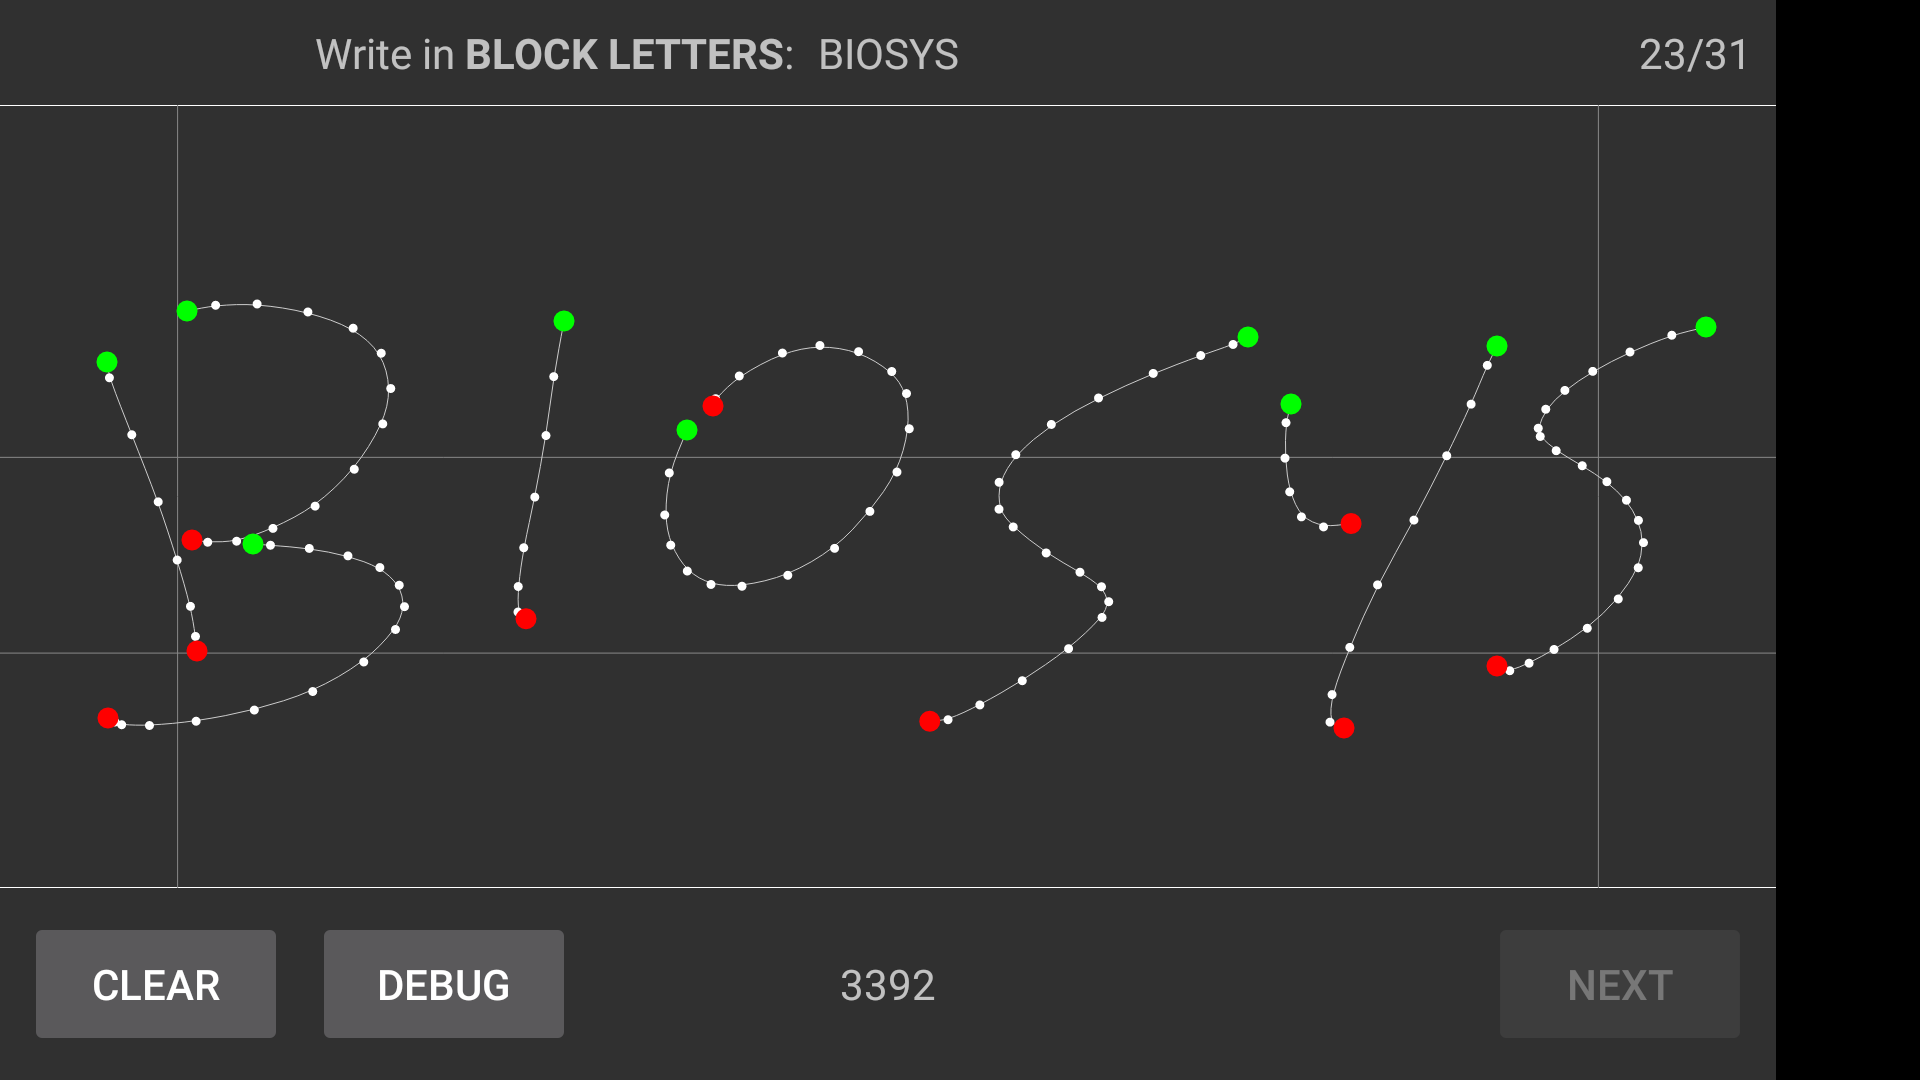 Write in BLOCK LETTERS: BIOSYS 23/31
BIOSYS
CLEAR DEBUG 3392 NEXT